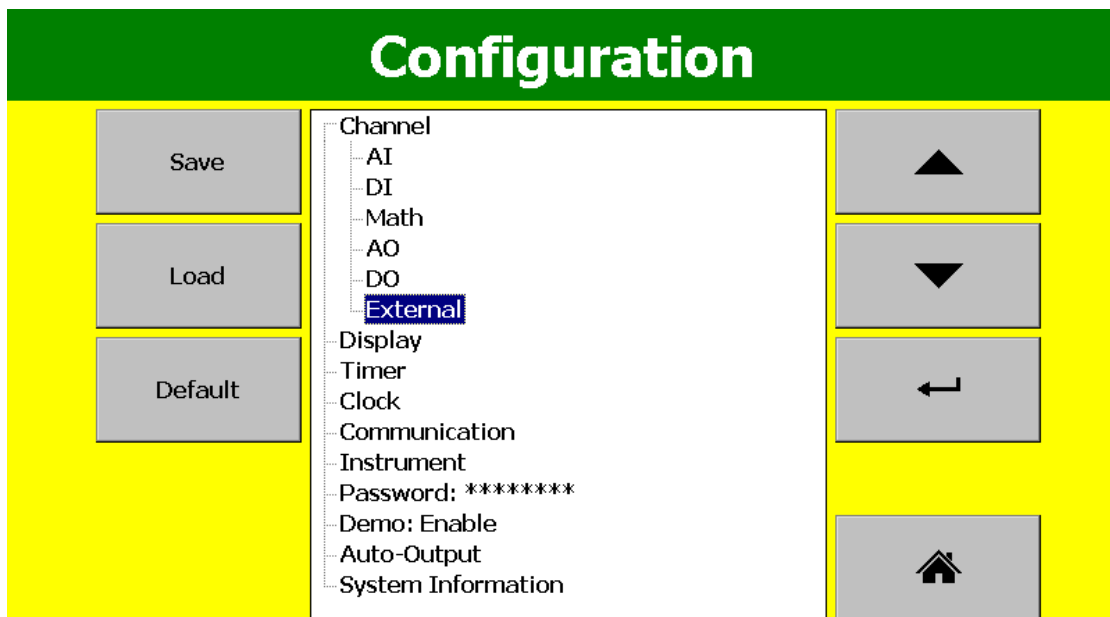 Configuration
Save
Load
Default
Channel
AI
DI
Math
AO
DO
External
Display
Timer
Clock
Communication
Instrument
Password: ********
Demo: Enable
Auto-Output
System Information